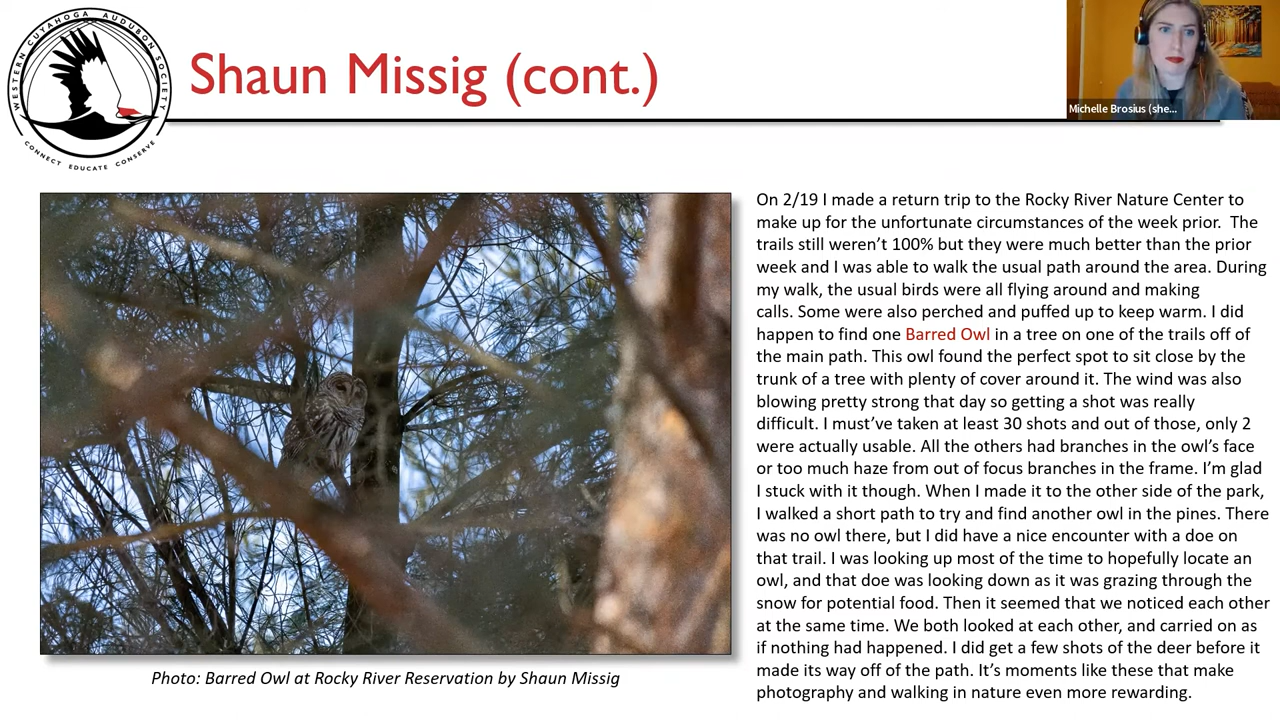 WESTERN CUYAHOGA AUDUBON SOCIETY
CONNECT EDUCATE CONSERVE
Shaun Missig (cont.)
Michelle Brosius (she...
On 2/19 I made a return trip to the Rocky River Nature Center to
make up for the unfortunate circumstances of the week prior.  The
trails still weren’t 100% but they were much better than the prior
week and I was able to walk the usual path around the area. During
my walk, the usual birds were all flying around and making
calls. Some were also perched and puffed up to keep warm. I did
happen to find one Barred Owl in a tree on one of the trails off of
the main path. This owl found the perfect spot to sit close by the
trunk of a tree with plenty of cover around it. The wind was also
blowing pretty strong that day so getting a shot was really
difficult. I must’ve taken at least 30 shots and out of those, only 2
were actually usable. All the others had branches in the owl’s face
or too much haze from out of focus branches in the frame. I’m glad
I stuck with it though. When I made it to the other side of the park,
I walked a short path to try and find another owl in the pines. There
was no owl there, but I did have a nice encounter with a doe on
that trail. I was looking up most of the time to hopefully locate an
owl, and that doe was looking down as it was grazing through the
snow for potential food. Then it seemed that we noticed each other
at the same time. We both looked at each other, and carried on as
if nothing had happened. I did get a few shots of the deer before it
made its way off of the path. It’s moments like these that make
photography and walking in nature even more rewarding.
Photo: Barred Owl at Rocky River Reservation by Shaun Missig